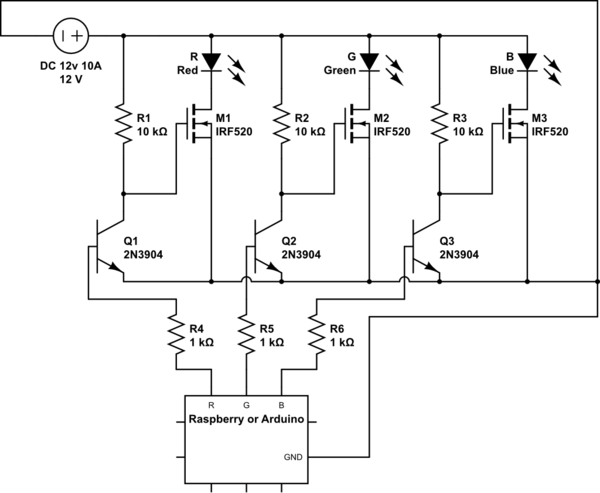 DC 12v 10A
12 V
R
Red
G
Green
B
Blue
R1
10 kΩ
M1
IRF520
R2
10 kΩ
M2
IRF520
R3
10 kΩ
M3
IRF520
Q1
2N3904
Q2
2N3904
Q3
2N3904
R4
1 kΩ
R5
1 kΩ
R6
1 kΩ
R G B
Raspberry or Arduino
GND